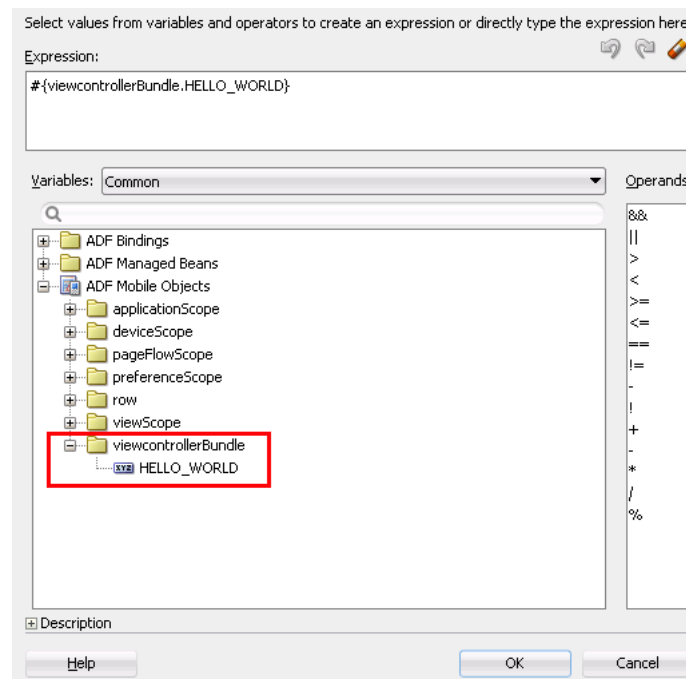 Select values from variables and operators to create an expression or directly type the expression here
Expression:
#{viewcontrollerBundle.HELLO_WORLD}
Variables: Common
Operands
ADF Bindings
ADF Managed Beans
ADF Mobile Objects
applicationScope
deviceScope
pageFlowScope
preferenceScope
row
viewScope
viewcontrollerBundle
XYZ HELLO_WORLD
&&
||
>
<
>=
<=
==
!=
-
!
+
-
*
/
%
Description
Help OK Cancel